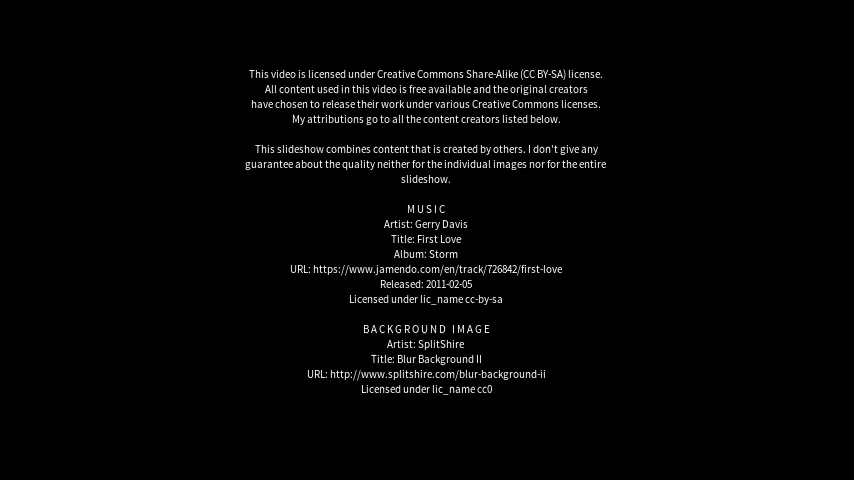 This video is licensed under Creative Commons Share-Alike (CC BY-SA) license.
All content used in this video is free available and the original creators
have chosen to release their work under various Creative Commons licenses.
My attributions go to all the content creators listed below.
This slideshow combines content that is created by others. I don't give any
guarantee about the quality neither for the individual images nor for the entire
slideshow.
MUSIC
Artist: Gerry Davis
Title: First Love
Album: Storm
URL: https://www.jamendo.com/en/track/726842/first-love
Released: 2011-02-05
Licensed under lic_name cc-by-sa
BACKGROUND IMAGE
Artist: SplitShire
Title: Blur Background II
URL: http://www.splitshire.com/blur-background-ii
Licensed under lic_name cc0